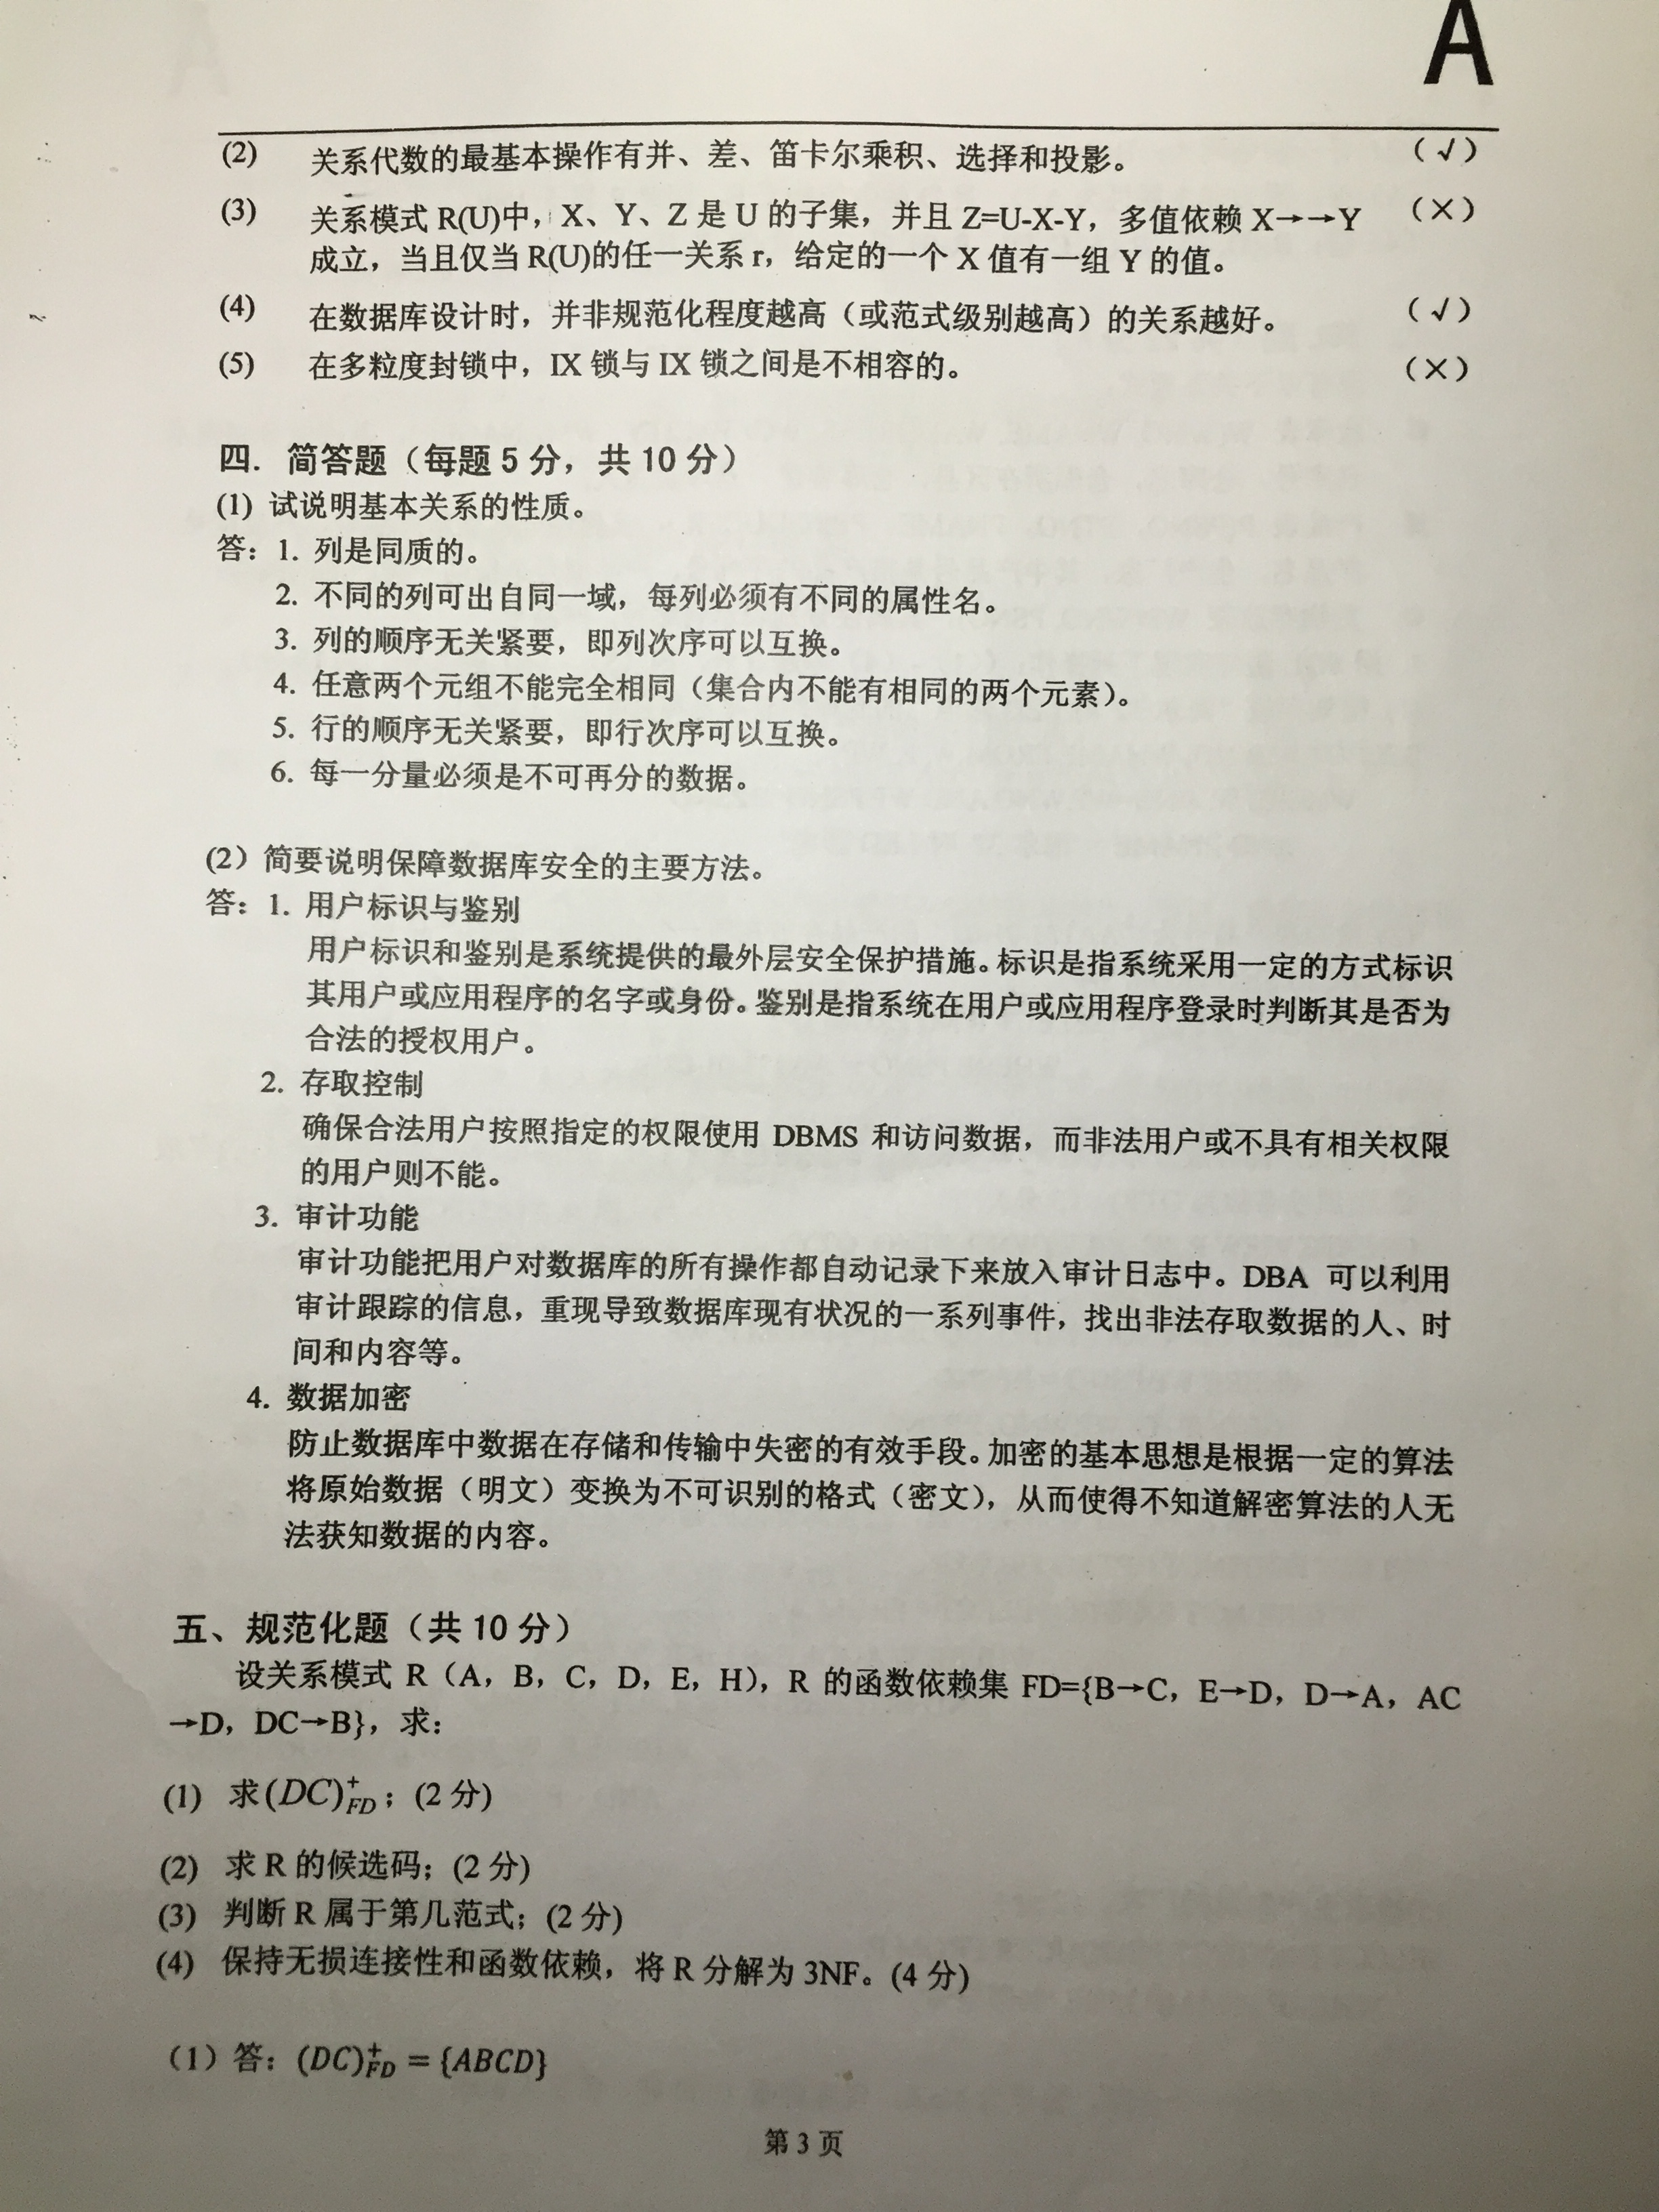 A
(2) 关系代数的最基本操作有并、差、笛卡尔乘积、选择和投影。 (√)
(3) 关系模式 R(U)中，X、Y、Z 是 U 的子集，并且 Z=U-X-Y，多值依赖 X→→Y (×)
成立，当且仅当 R(U)的任一关系 r，给定的一个 X 值有一组 Y 的值。
(4) 在数据库设计时，并非规范化程度越高（或范式级别越高）的关系越好。 (√)
(5) 在多粒度封锁中，IX 锁与 IX 锁之间是不相容的。 (×)
四. 简答题（每题 5 分，共 10 分）
(1) 试说明基本关系的性质。
答：1. 列是同质的。
2. 不同的列可出自同一域，每列必须有不同的属性名。
3. 列的顺序无关紧要，即列次序可以互换。
4. 任意两个元组不能完全相同（集合内不能有相同的两个元素）。
5. 行的顺序无关紧要，即行次序可以互换。
6. 每一分量必须是不可再分的数据。
(2）简要说明保障数据库安全的主要方法。
答：1. 用户标识与鉴别
用户标识和鉴别是系统提供的最外层安全保护措施。标识是指系统采用一定的方式标识
其用户或应用程序的名字或身份。鉴别是指系统在用户或应用程序登录时判断其是否为
合法的授权用户。
2. 存取控制
确保合法用户按照指定的权限使用 DBMS 和访问数据，而非法用户或不具有相关权限
的用户则不能。
3. 审计功能
审计功能把用户对数据库的所有操作都自动记录下来放入审计日志中。DBA 可以利用
审计跟踪的信息，重现导致数据库现有状况的一系列事件，找出非法存取数据的人、时
间和内容等。
4. 数据加密
防止数据库中数据在存储和传输中失密的有效手段。加密的基本思想是根据一定的算法
将原始数据（明文）变换为不可识别的格式（密文），从而使得不知道解密算法的人无
法获知数据的内容。
五、规范化题（共 10 分）
设关系模式 R（A，B，C，D，E，H），R 的函数依赖集 FD={B→C，E→D，D→A，AC
→D，DC→B}，求：
(1) 求(DC)⁺FD；(2 分)
(2) 求 R 的候选码；(2 分)
(3) 判断 R 属于第几范式；(2 分)
(4) 保持无损连接性和函数依赖，将 R 分解为 3NF。(4 分)
（1）答：(DC)⁺FD = {ABCD}
第 3 页